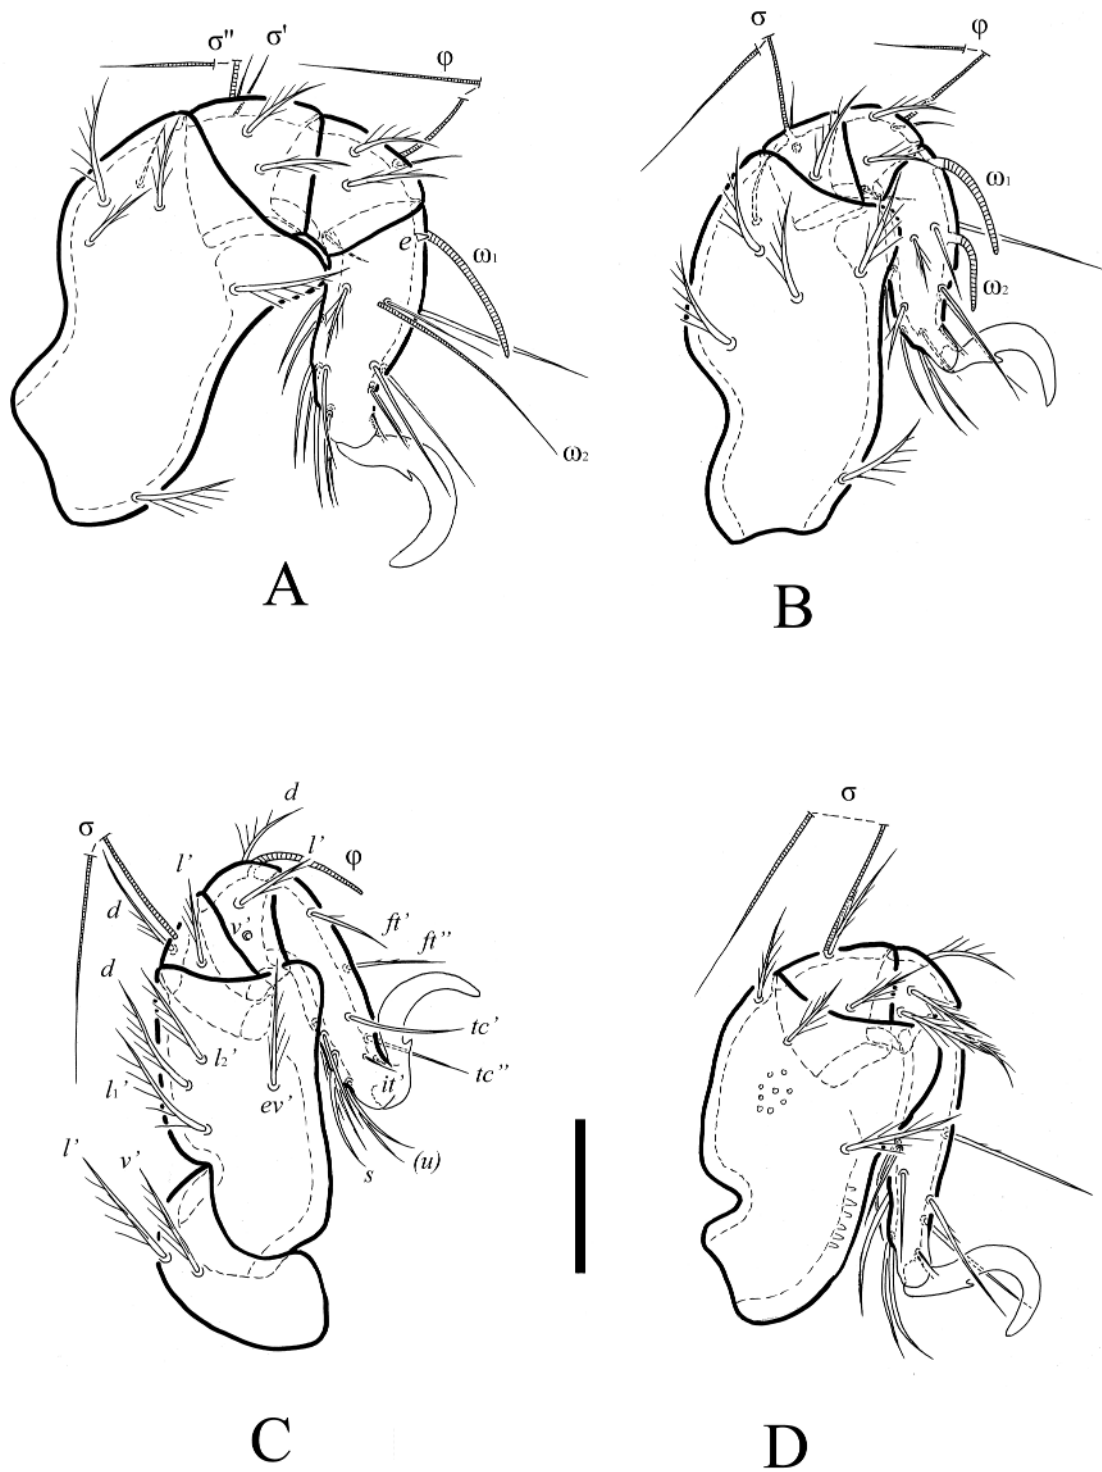 σ" σ' φ
e ω₁
ω₂
A
σ φ
ω₁
ω₂
B
σ l' d l' φ
d v' ft'
d ft"
l₂' tc'
l₁' ev' it' tc"
l' v' s (u)
C
σ
D